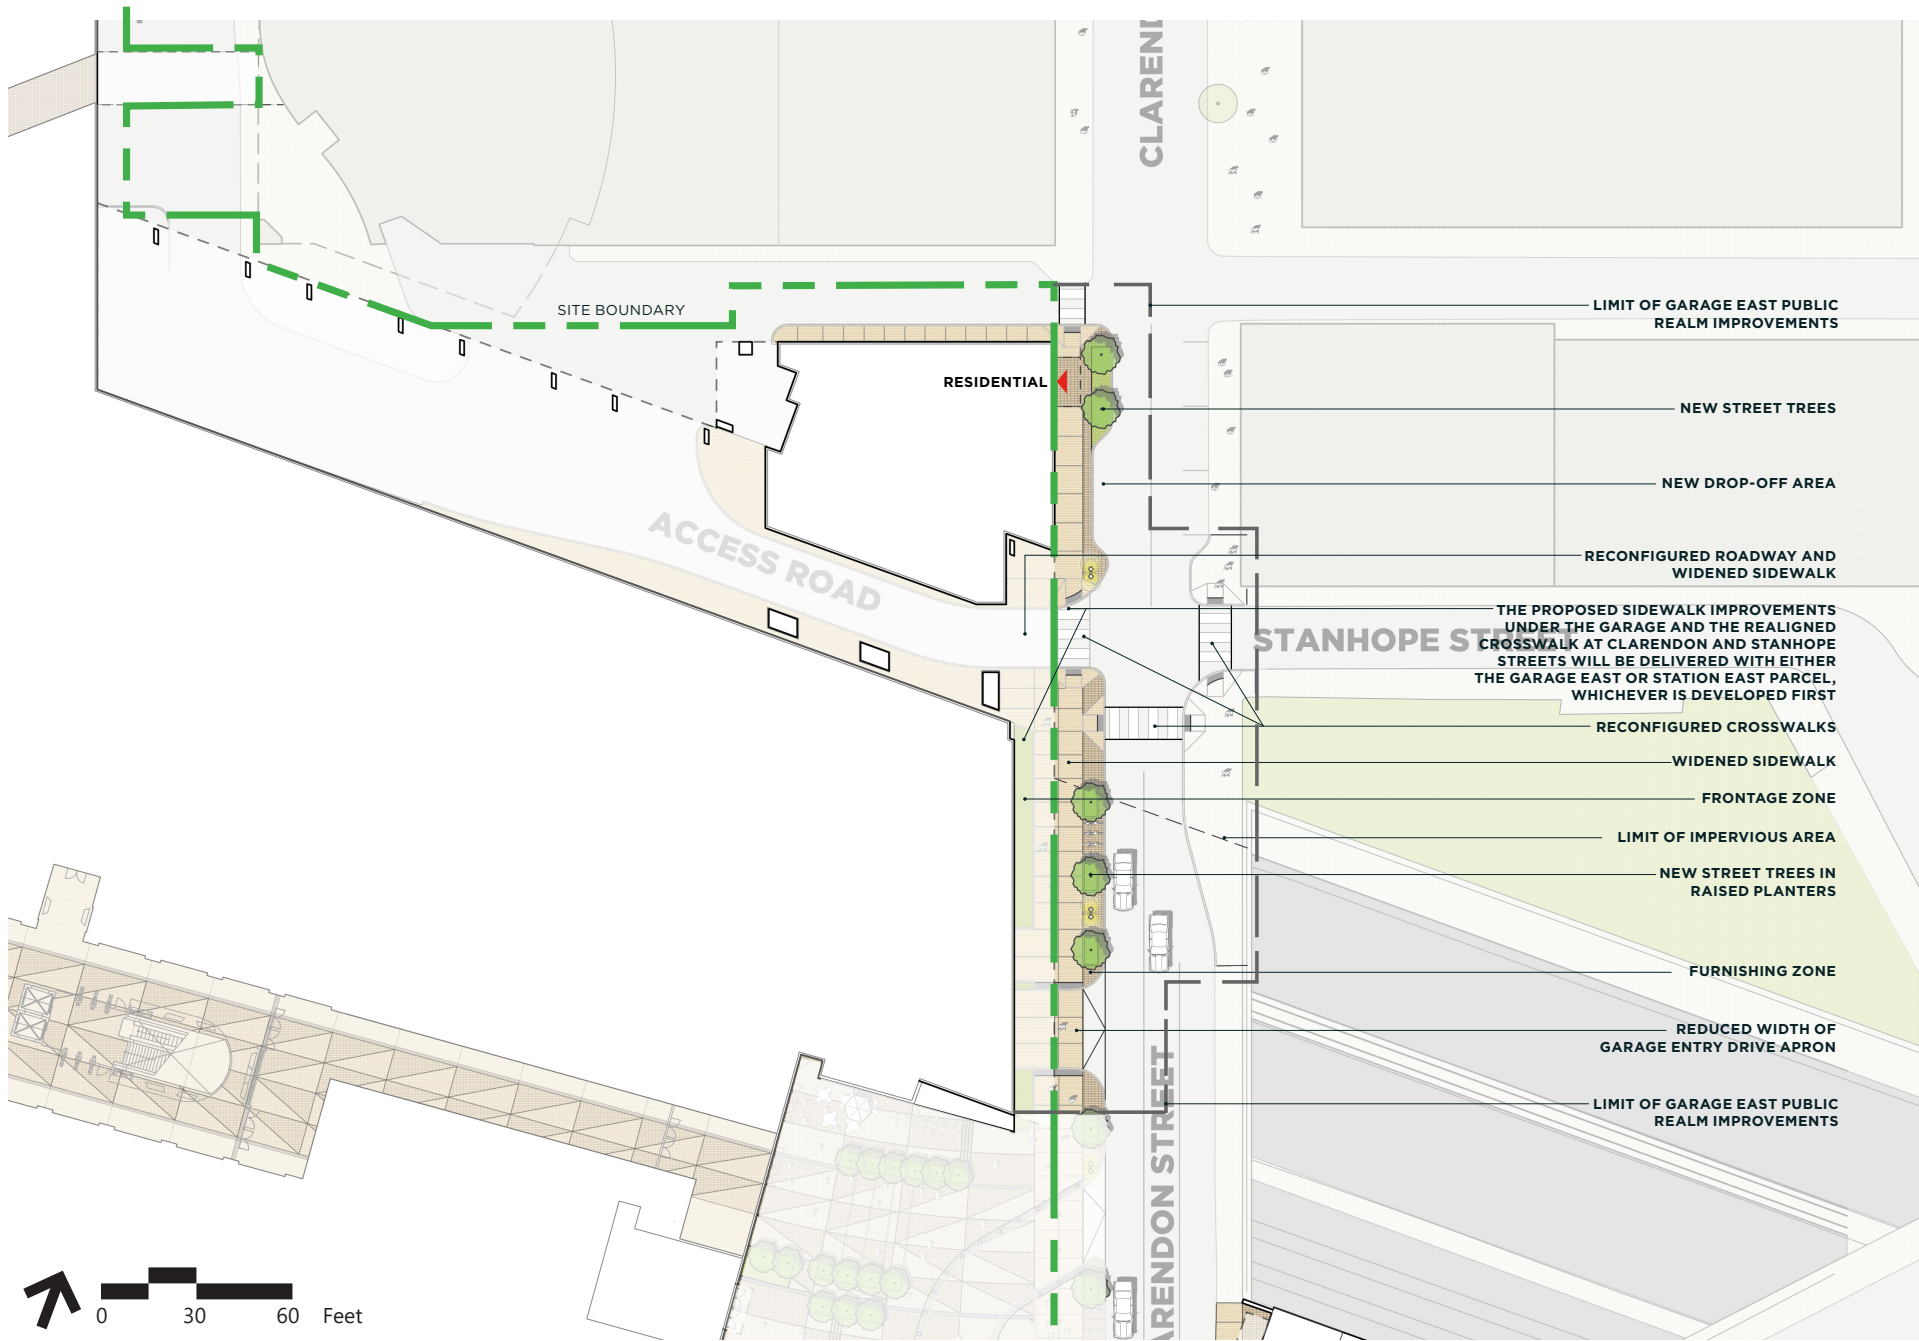 CLAREND
SITE BOUNDARY
LIMIT OF GARAGE EAST PUBLIC
REALM IMPROVEMENTS
RESIDENTIAL
NEW STREET TREES
NEW DROP-OFF AREA
ACCESS ROAD
RECONFIGURED ROADWAY AND
WIDENED SIDEWALK
STANHOPE STREET
THE PROPOSED SIDEWALK IMPROVEMENTS
UNDER THE GARAGE AND THE REALIGNED
CROSSWALK AT CLARENDON AND STANHOPE
STREETS WILL BE DELIVERED WITH EITHER
THE GARAGE EAST OR STATION EAST PARCEL,
WHICHEVER IS DEVELOPED FIRST
RECONFIGURED CROSSWALKS
WIDENED SIDEWALK
FRONTAGE ZONE
LIMIT OF IMPERVIOUS AREA
NEW STREET TREES IN
RAISED PLANTERS
FURNISHING ZONE
REDUCED WIDTH OF
GARAGE ENTRY DRIVE APRON
LIMIT OF GARAGE EAST PUBLIC
REALM IMPROVEMENTS
ARENDON STREET
0 30 60 Feet